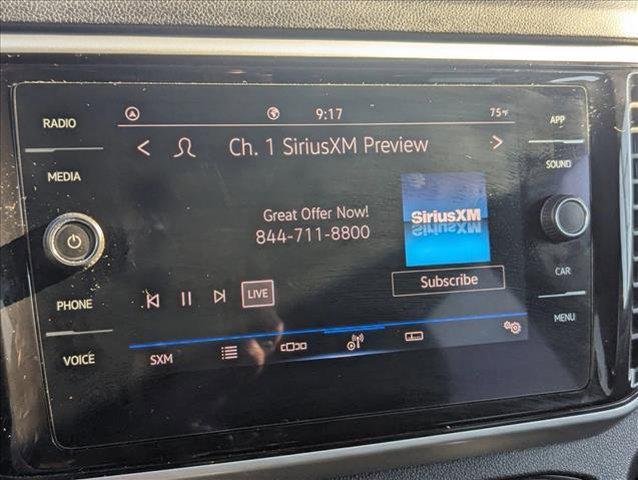 RADIO
MEDIA
PHONE
VOICE
9:17
75°F
Ch. 1 SiriusXM Preview
Great Offer Now!
844-711-8800
SiriusXM
Subscribe
LIVE
SXM
APP
SOUND
CAR
MENU